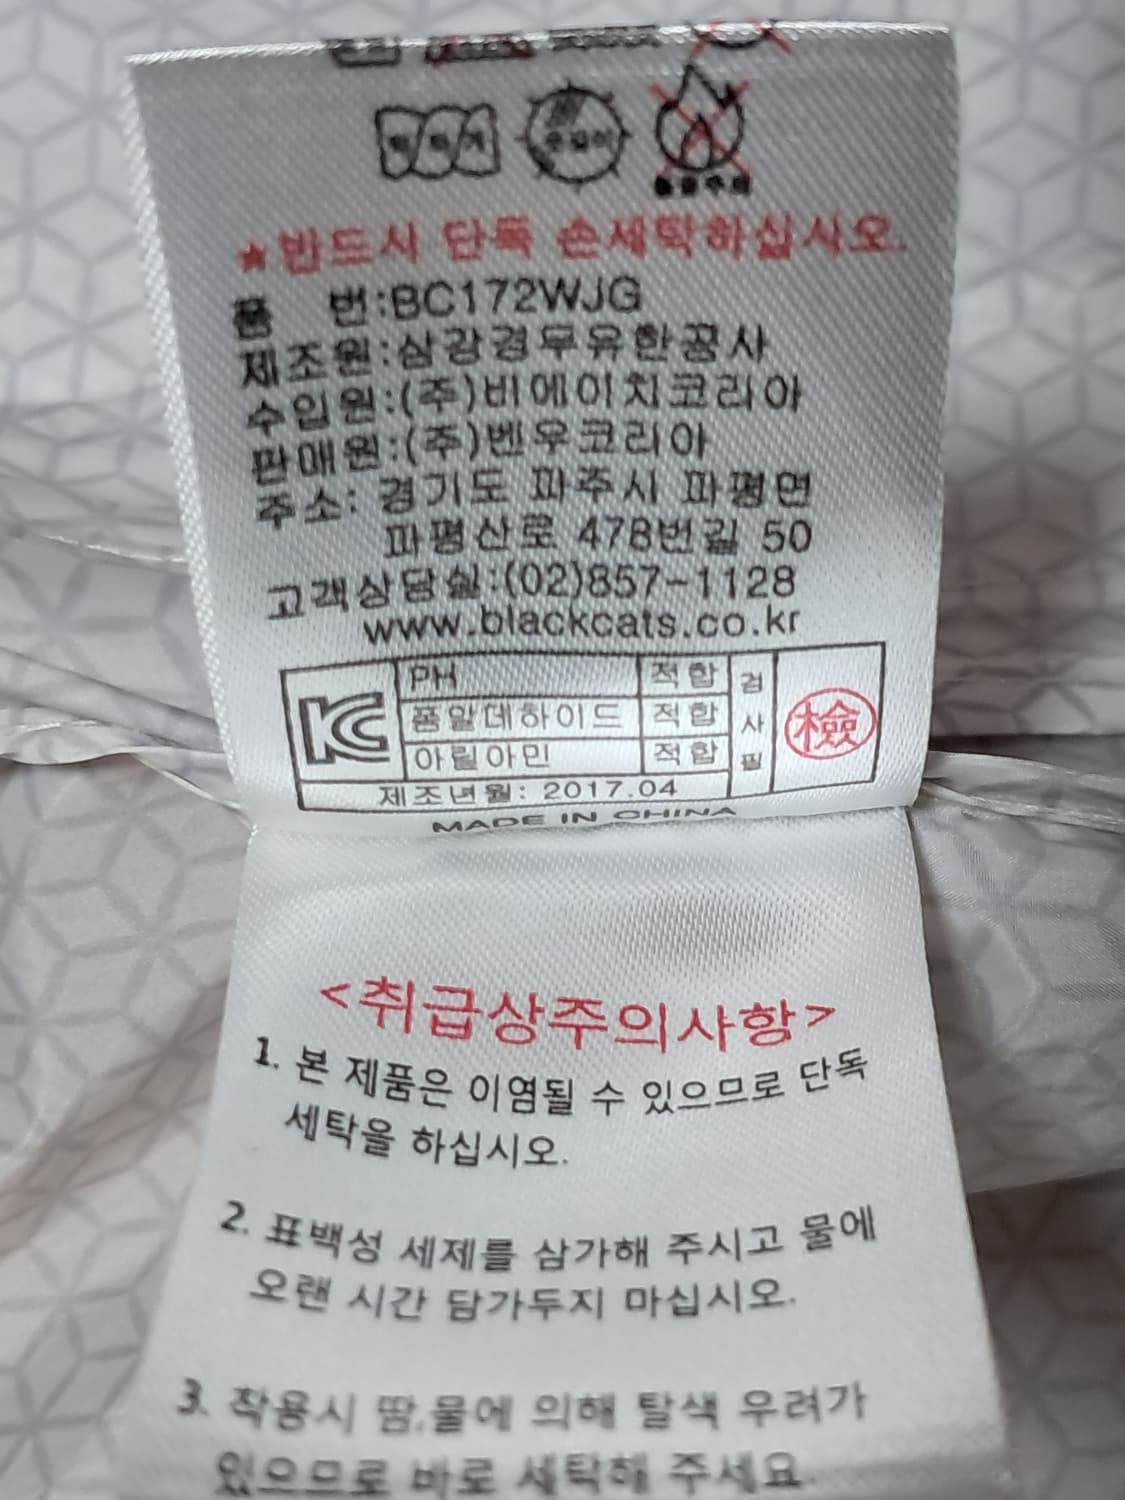 약하게
옷걸이
★반드시 단독 손세탁하십시오.
품 번:BC172WJG
제조원:삼강경무유한공사
수입원:(주)비에이치코리아
판매원:(주)벤우코리아
주소: 경기도 파주시 파평면
파평산로 478번길 50
고객상담실:(02)857-1128
www.blackcats.co.kr
PH 적합
폼알데하이드 적합
아릴아민 적합
검사필
檢
제조년월: 2017.04
MADE IN CHINA
<취급상주의사항>
1. 본 제품은 이염될 수 있으므로 단독
세탁을 하십시오.
2. 표백성 세제를 삼가해 주시고 물에
오랜 시간 담가두지 마십시오.
3. 착용시 땀,물에 의해 탈색 우려가
있으므로 바로 세탁해 주세요.